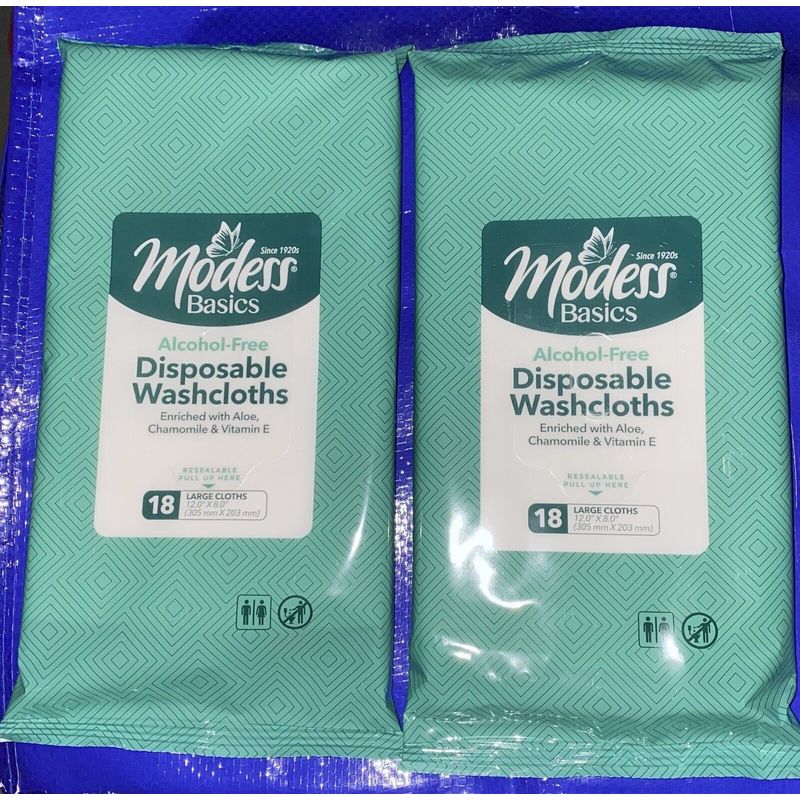 Since 1920s
Modess®
Basics
Alcohol-Free
Disposable
Washcloths
Enriched with Aloe,
Chamomile & Vitamin E
RESEALABLE
PULL UP HERE
18 LARGE CLOTHS
12.0" X 8.0"
(305 mm X 203 mm)
Since 1920s
Modess®
Basics
Alcohol-Free
Disposable
Washcloths
Enriched with Aloe,
Chamomile & Vitamin E
RESEALABLE
PULL UP HERE
18 LARGE CLOTHS
12.0" X 8.0"
(305 mm X 203 mm)